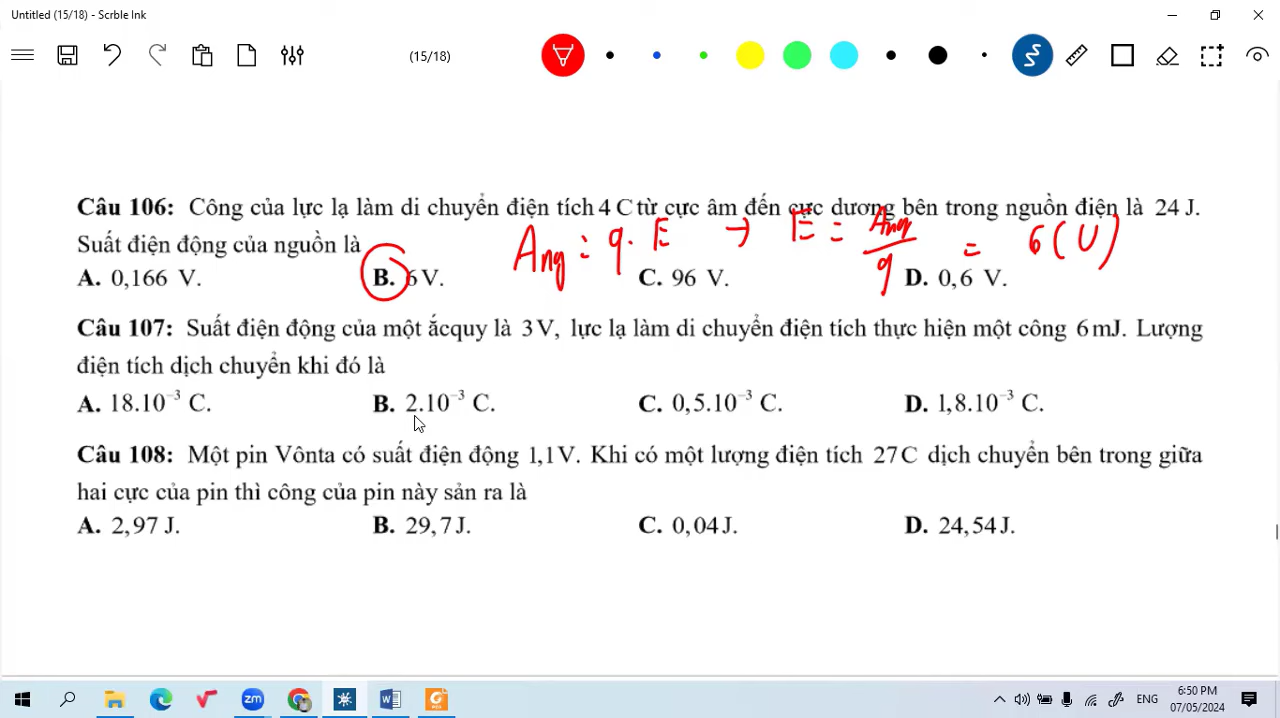 Untitled (15/18) - Scrble Ink
(15/18)
Câu 106: Công của lực lạ làm di chuyển điện tích 4 C từ cực âm đến cực dương bên trong nguồn điện là 24 J.
Suất điện động của nguồn là
Ang = q. E → E = Ang / q = 6 (V)
A. 0,166 V. B. 6 V. C. 96 V. D. 0,6 V.
Câu 107: Suất điện động của một ắcquy là 3 V, lực lạ làm di chuyển điện tích thực hiện một công 6 mJ. Lượng
điện tích dịch chuyển khi đó là
A. 18.10⁻³ C. B. 2.10⁻³ C. C. 0,5.10⁻³ C. D. 1,8.10⁻³ C.
Câu 108: Một pin Vônta có suất điện động 1,1 V. Khi có một lượng điện tích 27 C dịch chuyển bên trong giữa
hai cực của pin thì công của pin này sản ra là
A. 2,97 J. B. 29,7 J. C. 0,04 J. D. 24,54 J.
zm
ENG
6:50 PM
07/05/2024